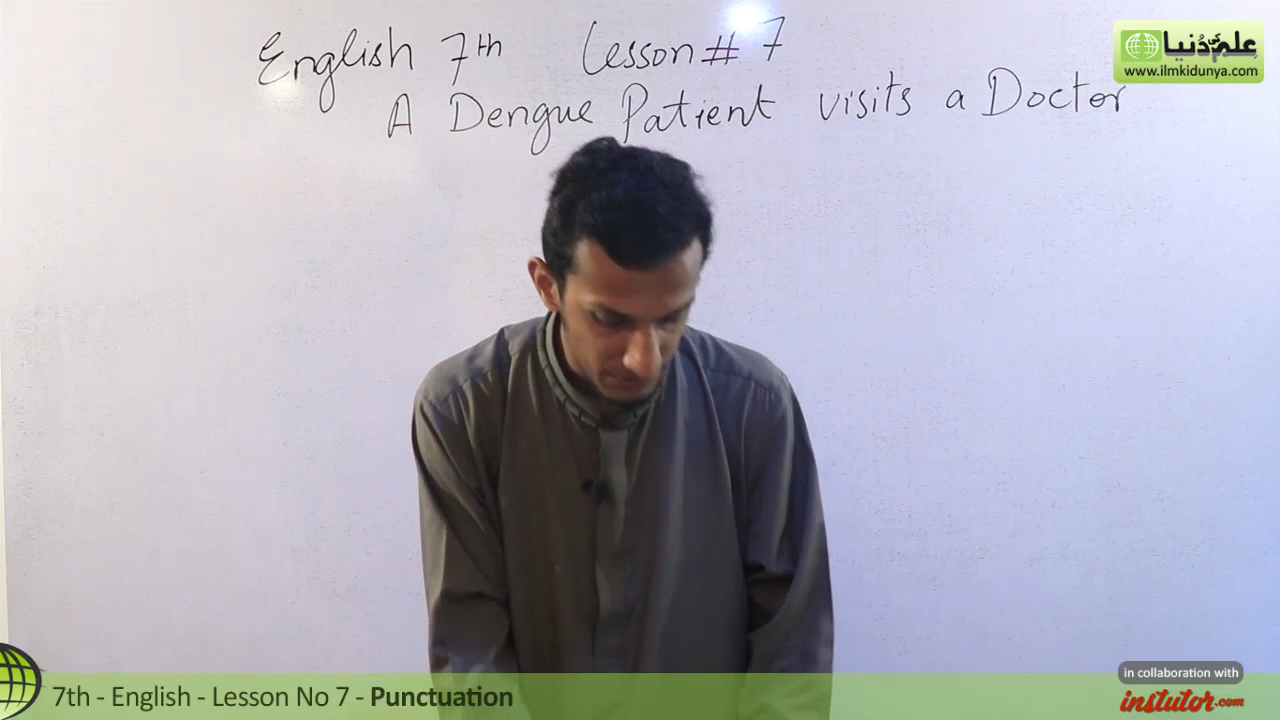 English 7th Lesson # 7
A Dengue Patient visits a Doctor
علم کی دُنیا
www.ilmkidunya.com
7th - English - Lesson No 7 - Punctuation
in collaboration with
instutor.com